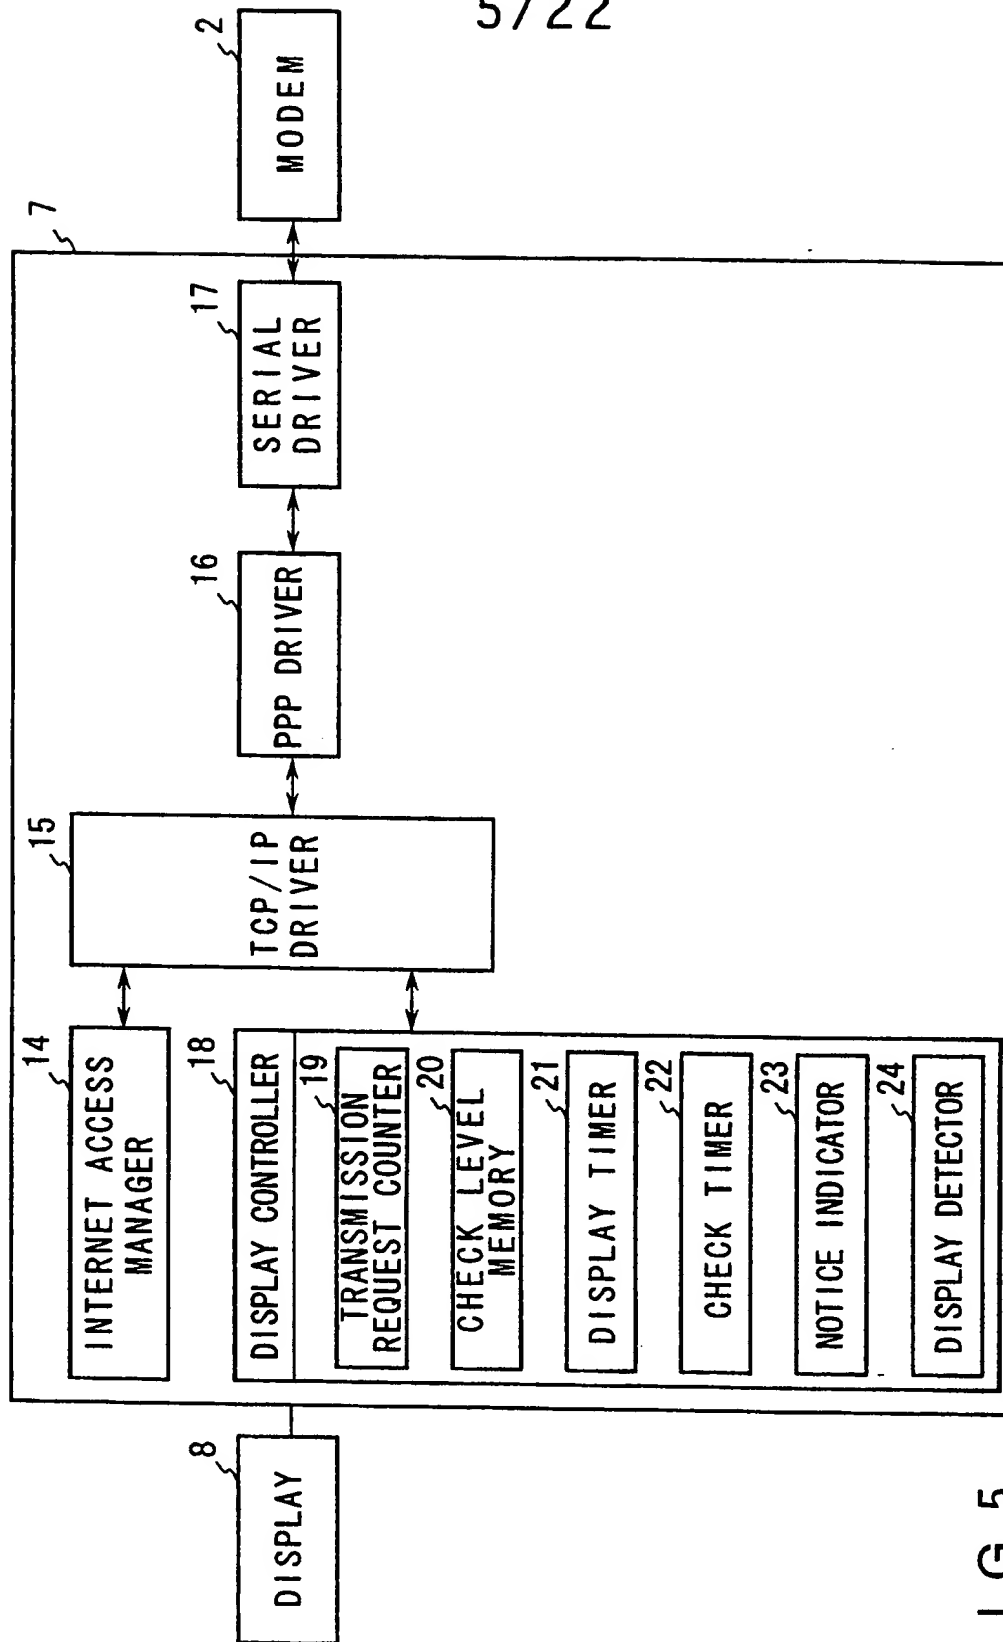 5/22
8
DISPLAY
7
14
INTERNET ACCESS
MANAGER
15
TCP/IP
DRIVER
16
PPP DRIVER
17
SERIAL
DRIVER
2
MODEM
18
DISPLAY CONTROLLER
19
TRANSMISSION
REQUEST COUNTER
20
CHECK LEVEL
MEMORY
21
DISPLAY TIMER
22
CHECK TIMER
23
NOTICE INDICATOR
24
DISPLAY DETECTOR
I G 5